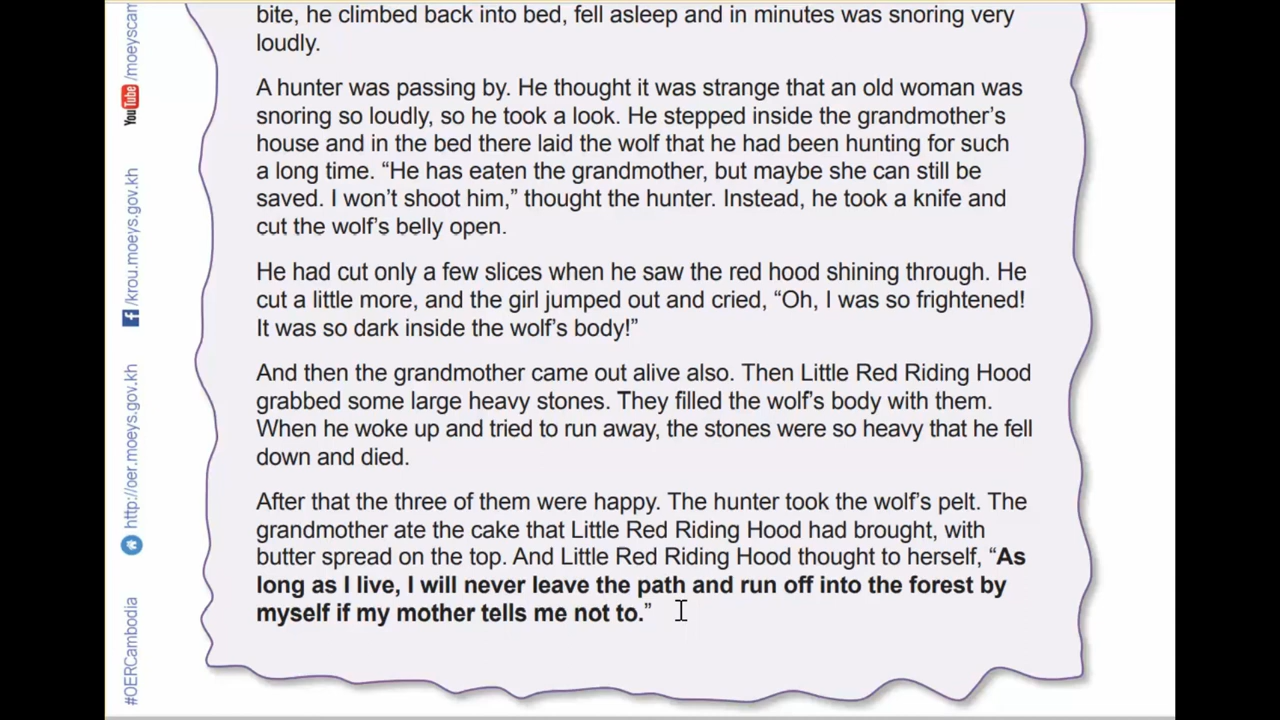 bite, he climbed back into bed, fell asleep and in minutes was snoring very
loudly.
A hunter was passing by. He thought it was strange that an old woman was
snoring so loudly, so he took a look. He stepped inside the grandmother’s
house and in the bed there laid the wolf that he had been hunting for such
a long time. “He has eaten the grandmother, but maybe she can still be
saved. I won’t shoot him,” thought the hunter. Instead, he took a knife and
cut the wolf’s belly open.
He had cut only a few slices when he saw the red hood shining through. He
cut a little more, and the girl jumped out and cried, “Oh, I was so frightened!
It was so dark inside the wolf’s body!”
And then the grandmother came out alive also. Then Little Red Riding Hood
grabbed some large heavy stones. They filled the wolf’s body with them.
When he woke up and tried to run away, the stones were so heavy that he fell
down and died.
After that the three of them were happy. The hunter took the wolf’s pelt. The
grandmother ate the cake that Little Red Riding Hood had brought, with
butter spread on the top. And Little Red Riding Hood thought to herself, “As
long as I live, I will never leave the path and run off into the forest by
myself if my mother tells me not to.”
#OERCambodia
http://oer.moeys.gov.kh
f /krou.moeys.gov.kh
YouTube /moeyscam